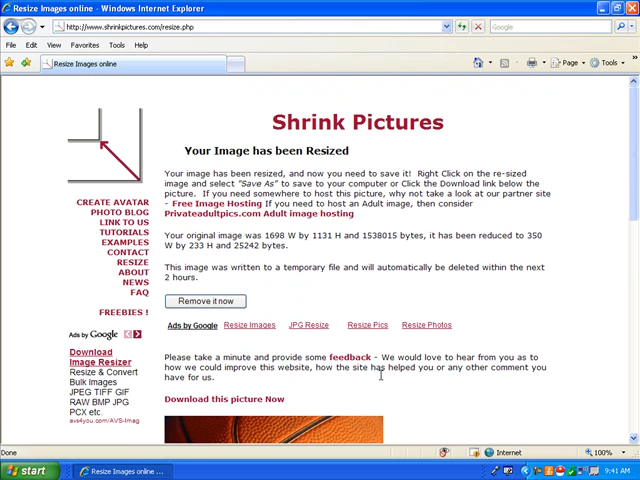 Resize Images online - Windows Internet Explorer
http://www.shrinkpictures.com/resize.php
Google
File Edit View Favorites Tools Help
Resize Images online
Page Tools
Shrink Pictures
Your Image has been Resized
Your image has been resized, and now you need to save it! Right Click on the re-sized
image and select "Save As" to save to your computer or Click the Download link below the
picture. If you need somewhere to host this picture, why not take a look at our partner site
- Free Image Hosting If you need to host an Adult image, then consider
Privateadultpics.com Adult image hosting
Your original image was 1698 W by 1131 H and 1538015 bytes, it has been reduced to 350
W by 233 H and 25242 bytes.
This image was written to a temporary file and will automatically be deleted within the next
2 hours.
Remove it now
Ads by Google Resize Images JPG Resize Resize Pics Resize Photos
Please take a minute and provide some feedback - We would love to hear from you as to
how we could improve this website, how the site has helped you or any other comment you
have for us.
Download this picture Now
CREATE AVATAR
PHOTO BLOG
LINK TO US
TUTORIALS
EXAMPLES
CONTACT
RESIZE
ABOUT
NEWS
FAQ
FREEBIES !
Ads by Google
Download
Image Resizer
Resize & Convert
Bulk Images
JPEG TIFF GIF
RAW BMP JPG
PCX etc.
avs4you.com/AVS-Imag
Done Internet 100%
start Resize Images online ... 9:41 AM